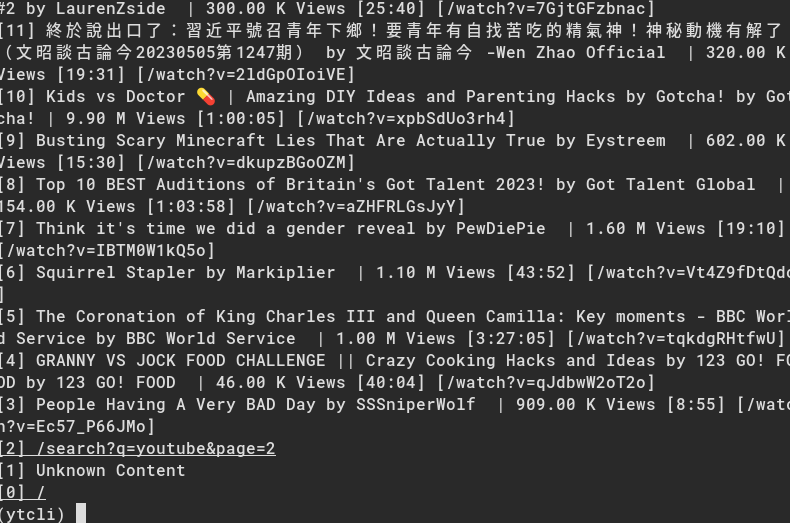 #2 by LaurenZside  | 300.00 K Views [25:40] [/watch?v=7GjtGFzbnac]
[11] 終於說出口了：習近平號召青年下鄉！要青年有自找苦吃的精氣神！神秘動機有解了
（文昭談古論今20230505第1247期） by 文昭談古論今 -Wen Zhao Official  | 320.00 K
Views [19:31] [/watch?v=2ldGpOIoiVE]
[10] Kids vs Doctor 💊 | Amazing DIY Ideas and Parenting Hacks by Gotcha! by Got
cha! | 9.90 M Views [1:00:05] [/watch?v=xpbSdUo3rh4]
[9] Busting Scary Minecraft Lies That Are Actually True by Eystreem  | 602.00 K
Views [15:30] [/watch?v=dkupzBGoOZM]
[8] Top 10 BEST Auditions of Britain's Got Talent 2023! by Got Talent Global  |
154.00 K Views [1:03:58] [/watch?v=aZHFRLGsJyY]
[7] Think it's time we did a gender reveal by PewDiePie  | 1.60 M Views [19:10]
[/watch?v=IBTM0W1kQ5o]
[6] Squirrel Stapler by Markiplier  | 1.10 M Views [43:52] [/watch?v=Vt4Z9fDtQdo
]
[5] The Coronation of King Charles III and Queen Camilla: Key moments - BBC Worl
d Service by BBC World Service  | 1.00 M Views [3:27:05] [/watch?v=tqkdgRHtfwU]
[4] GRANNY VS JOCK FOOD CHALLENGE || Crazy Cooking Hacks and Ideas by 123 GO! FO
OD by 123 GO! FOOD  | 46.00 K Views [40:04] [/watch?v=qJdbwW2oT2o]
[3] People Having A Very BAD Day by SSSniperWolf  | 909.00 K Views [8:55] [/watc
h?v=Ec57_P66JMo]
[2] /search?q=youtube&page=2
[1] Unknown Content
[0] /
(ytcli)